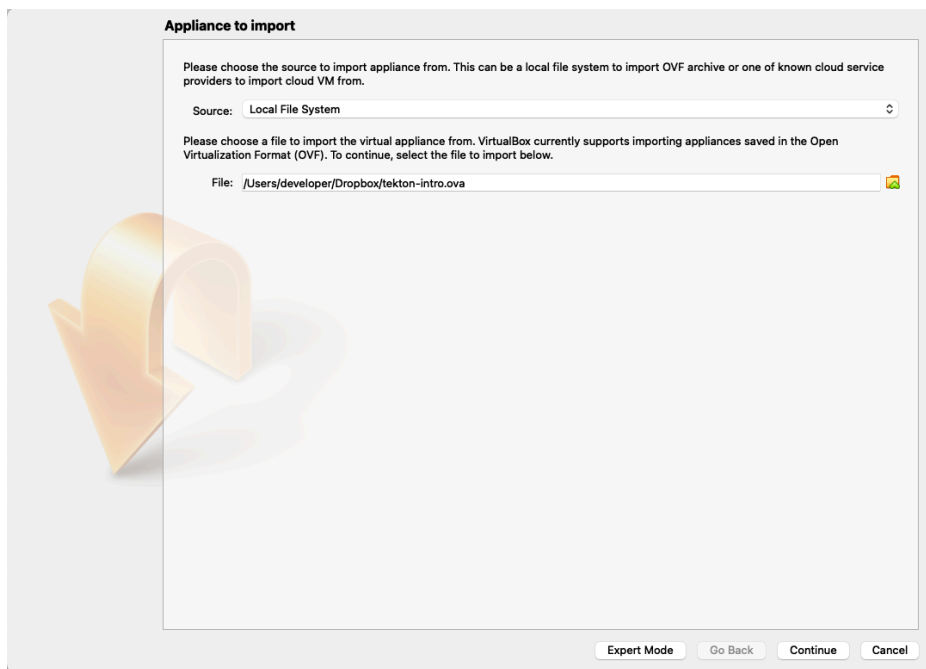 Appliance to import
Please choose the source to import appliance from. This can be a local file system to import OVF archive or one of known cloud service
providers to import cloud VM from.
Source: Local File System
Please choose a file to import the virtual appliance from. VirtualBox currently supports importing appliances saved in the Open
Virtualization Format (OVF). To continue, select the file to import below.
File: /Users/developer/Dropbox/tekton-intro.ova
Expert Mode Go Back Continue Cancel